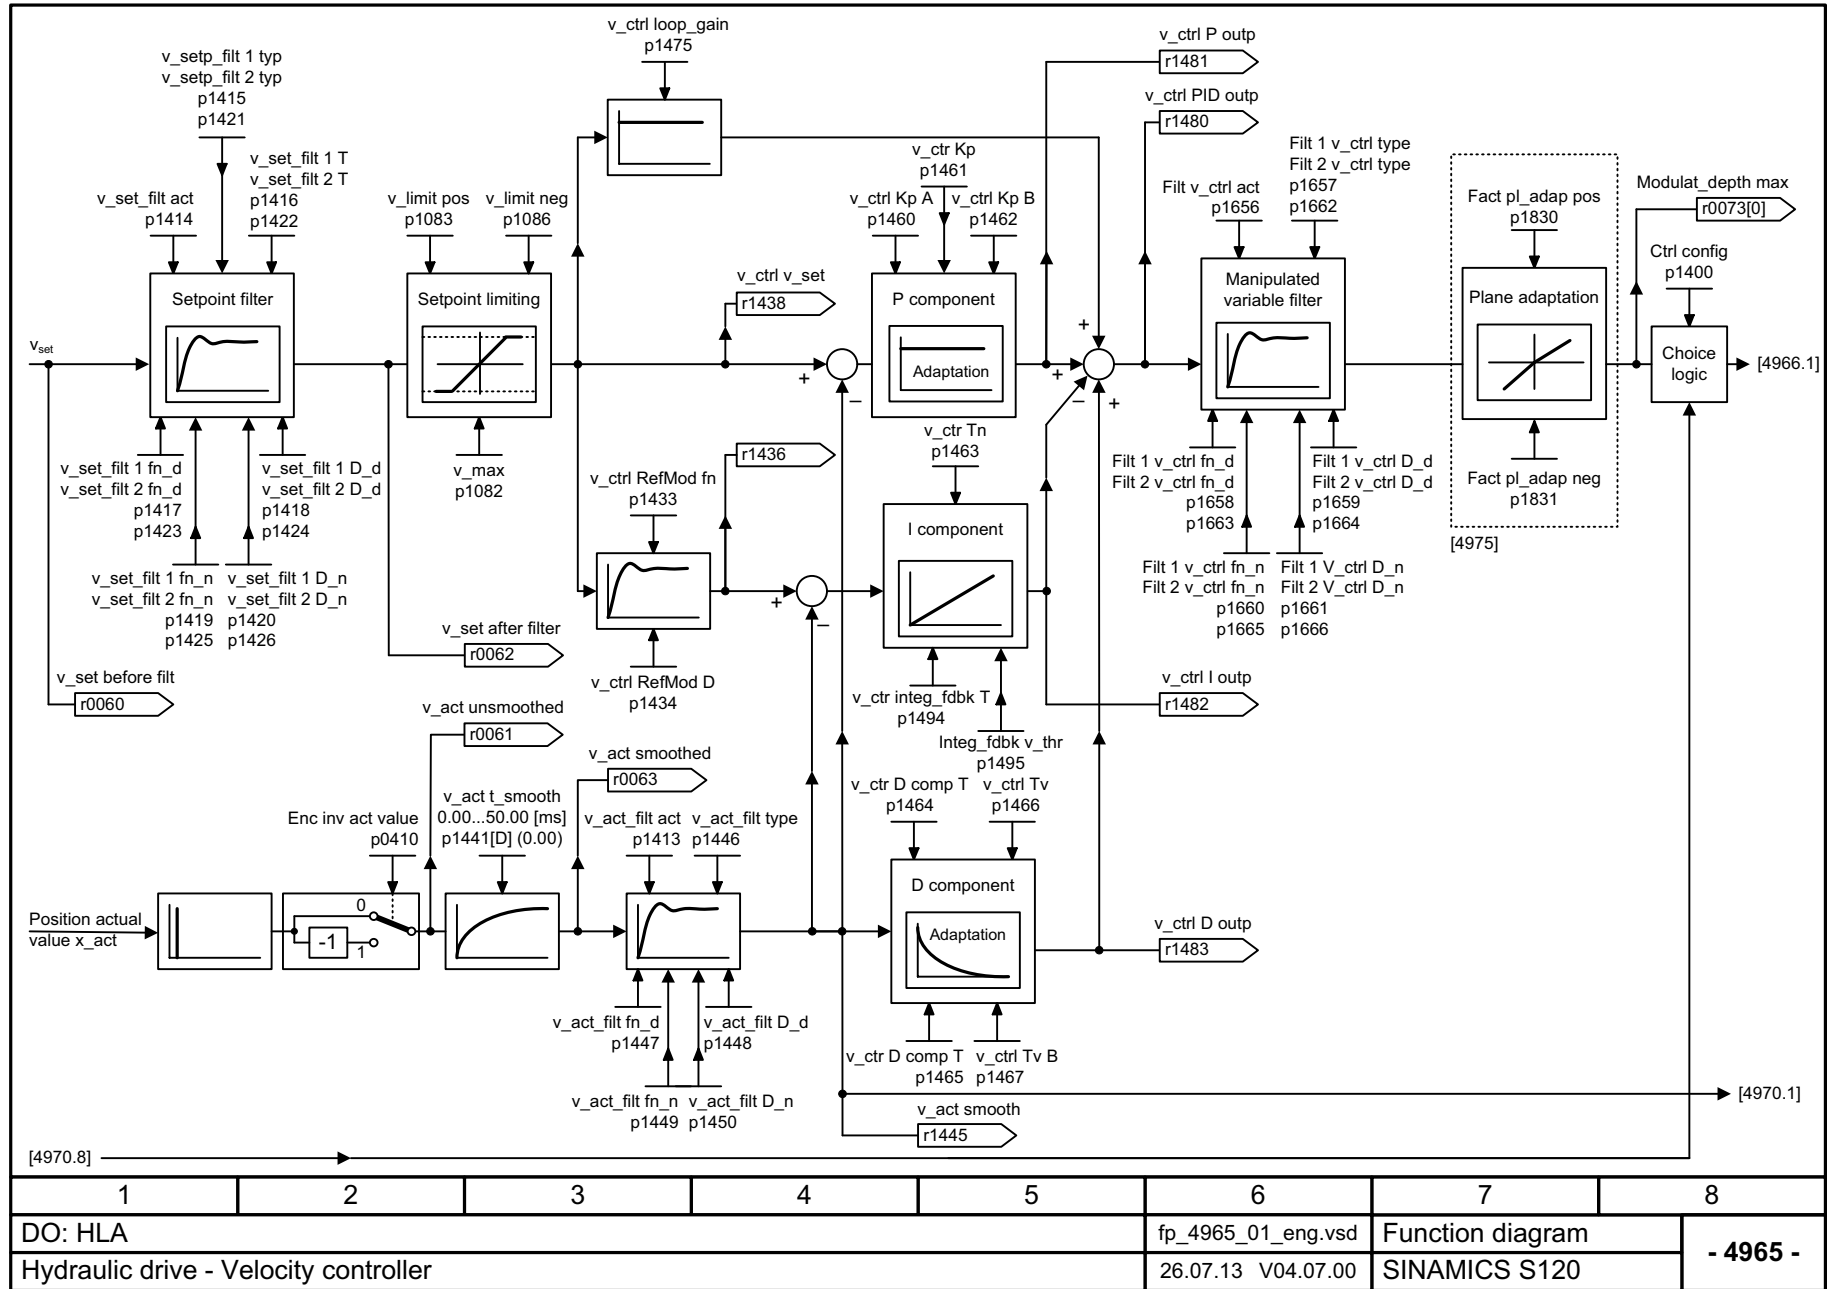 v_setp_filt 1 typ
v_setp_filt 2 typ
p1415
p1421
v_set_filt act
p1414
v_set_filt 1 T
v_set_filt 2 T
p1416
p1422
Setpoint filter
v_set
v_set_filt 1 fn_d
v_set_filt 2 fn_d
p1417
p1423
v_set_filt 1 D_d
v_set_filt 2 D_d
p1418
p1424
v_set_filt 1 fn_n
v_set_filt 2 fn_n
p1419
p1425
v_set_filt 1 D_n
v_set_filt 2 D_n
p1420
p1426
v_set before filt
r0060
v_limit pos
p1083
v_limit neg
p1086
Setpoint limiting
v_max
p1082
v_set after filter
r0062
v_ctrl loop_gain
p1475
v_ctrl v_set
r1438
v_ctrl RefMod fn
p1433
v_ctrl RefMod D
p1434
r1436
+
–
+
–
v_ctr Kp
p1461
v_ctrl Kp A
p1460
v_ctrl Kp B
p1462
P component
Adaptation
v_ctr Tn
p1463
I component
v_ctr integ_fdbk T
p1494
Integ_fdbk v_thr
p1495
v_ctr D comp T
p1464
v_ctrl Tv
p1466
D component
Adaptation
v_ctr D comp T
p1465
v_ctrl Tv B
p1467
+
+
–
+
v_ctrl P outp
r1481
v_ctrl PID outp
r1480
v_ctrl I outp
r1482
v_ctrl D outp
r1483
Filt v_ctrl act
p1656
Filt 1 v_ctrl type
Filt 2 v_ctrl type
p1657
p1662
Manipulated
variable filter
Filt 1 v_ctrl fn_d
Filt 2 v_ctrl fn_d
p1658
p1663
Filt 1 v_ctrl D_d
Filt 2 v_ctrl D_d
p1659
p1664
Filt 1 v_ctrl fn_n
Filt 2 v_ctrl fn_n
p1660
p1665
Filt 1 V_ctrl D_n
Filt 2 V_ctrl D_n
p1661
p1666
Fact pl_adap pos
p1830
Plane adaptation
Fact pl_adap neg
p1831
[4975]
Modulat_depth max
r0073[0]
Ctrl config
p1400
Choice
logic
[4966.1]
Position actual
value x_act
Enc inv act value
p0410
0
-1
1
v_act unsmoothed
r0061
v_act t_smooth
0.00...50.00 [ms]
p1441[D] (0.00)
v_act smoothed
r0063
v_act_filt act
p1413
v_act_filt type
p1446
v_act_filt fn_d
p1447
v_act_filt D_d
p1448
v_act_filt fn_n
p1449
v_act_filt D_n
p1450
v_act smooth
r1445
[4970.1]
[4970.8]
1 2 3 4 5 6 7 8
DO: HLA
fp_4965_01_eng.vsd
Function diagram
- 4965 -
Hydraulic drive - Velocity controller
26.07.13 V04.07.00
SINAMICS S120